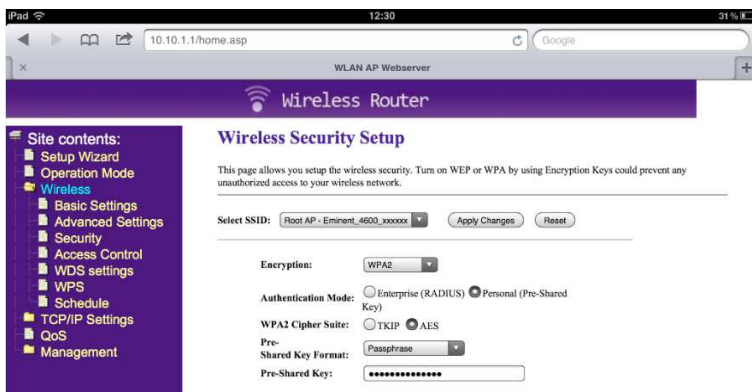 iPad 12:30 31 %
10.10.1.1/home.asp Google
WLAN AP Webserver
Wireless Router
Site contents:
Setup Wizard
Operation Mode
Wireless
Basic Settings
Advanced Settings
Security
Access Control
WDS settings
WPS
Schedule
TCP/IP Settings
QoS
Management
Wireless Security Setup
This page allows you setup the wireless security. Turn on WEP or WPA by using Encryption Keys could prevent any
unauthorized access to your wireless network.
Select SSID: Root AP - Eminent_4600_xxxxxx Apply Changes Reset
Encryption: WPA2
Authentication Mode: Enterprise (RADIUS) Personal (Pre-Shared
Key)
WPA2 Cipher Suite: TKIP AES
Pre-
Shared Key Format: Passphrase
Pre-Shared Key: ••••••••••••••